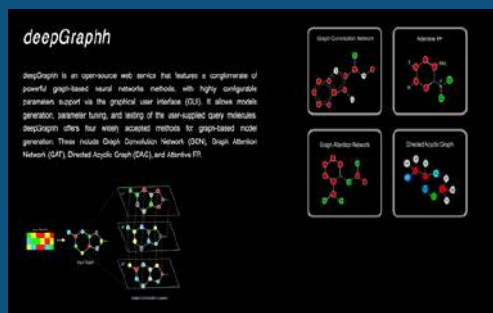 deepGraphh
deepGraphh is an open-source web service that features a conglomerate of
powerful graph-based neural networks methods, with highly configurable
parameters support via the graphical user interface (GUI). It allows models
generation, parameter tuning, and testing of the user-supplied query molecules.
deepGraphh offers four widely accepted methods for graph-based model
generation. These include Graph Convolution Network (GCN), Graph Attention
Network (GAT), Directed Acyclic Graph (DAG), and Attentive FP.
Graph Convolution Network
Attentive FP
Graph Attention Network
Directed Acyclic Graph
Input Graph